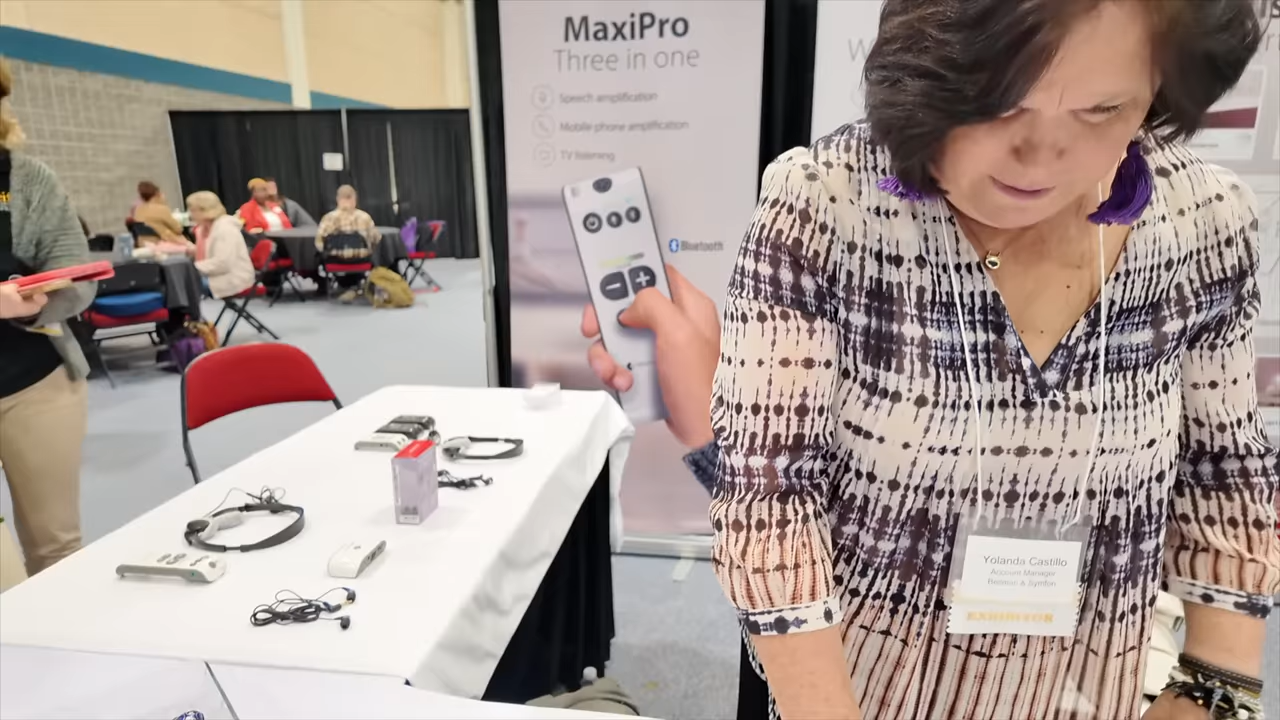 MaxiPro
Three in one
Speech amplification
Mobile phone amplification
TV listening
Bluetooth
W
Yolanda Castillo
Account Manager
EXHIBITOR